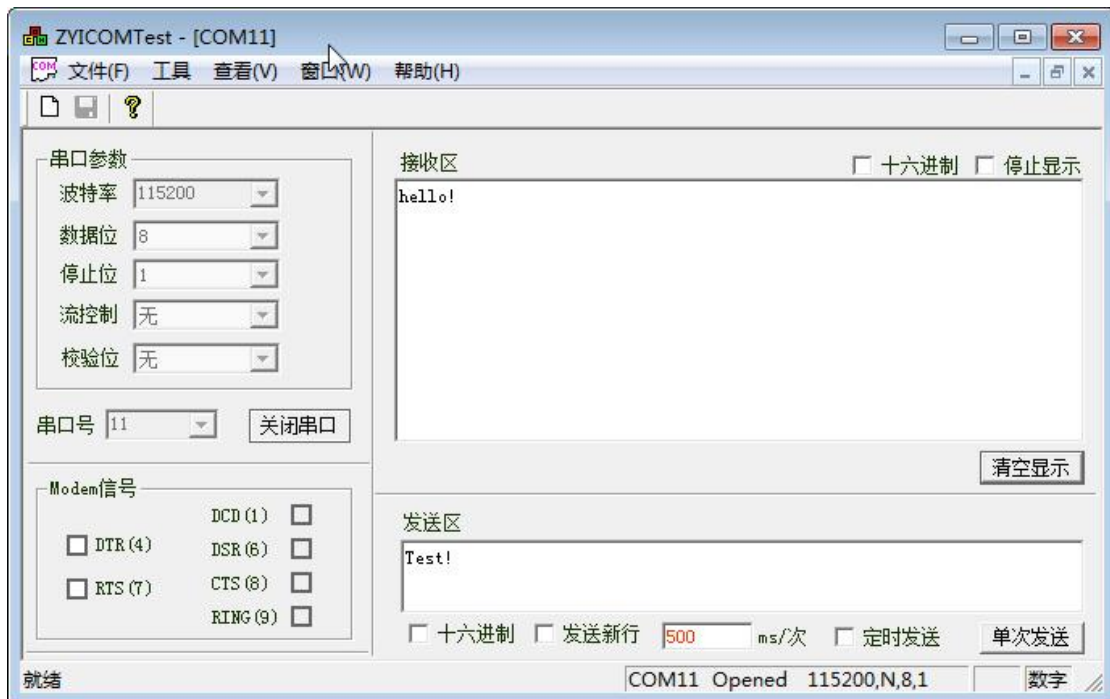 ZYICOMTest - [COM11]
COM 文件(F) 工具 查看(V) 窗口(W) 帮助(H)
串口参数
波特率 115200
数据位 8
停止位 1
流控制 无
校验位 无
串口号 11 关闭串口
Modem信号
DCD(1)
DTR(4) DSR(6)
RTS(7) CTS(8)
RING(9)
接收区 十六进制 停止显示
hello!
清空显示
发送区
Test!
十六进制 发送新行 500 ms/次 定时发送 单次发送
就绪 COM11 Opened 115200,N,8,1 数字